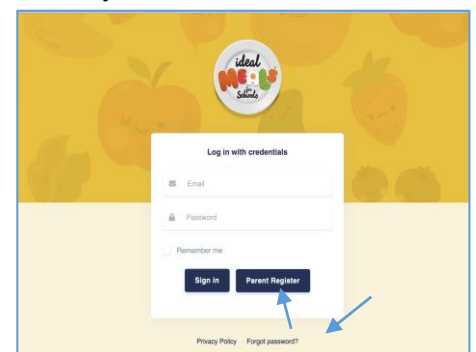 ideal
MEALS
for
Schools
Log in with credentials
Email
Password
Remember me
Sign in Parent Register
Privacy Policy Forgot password?